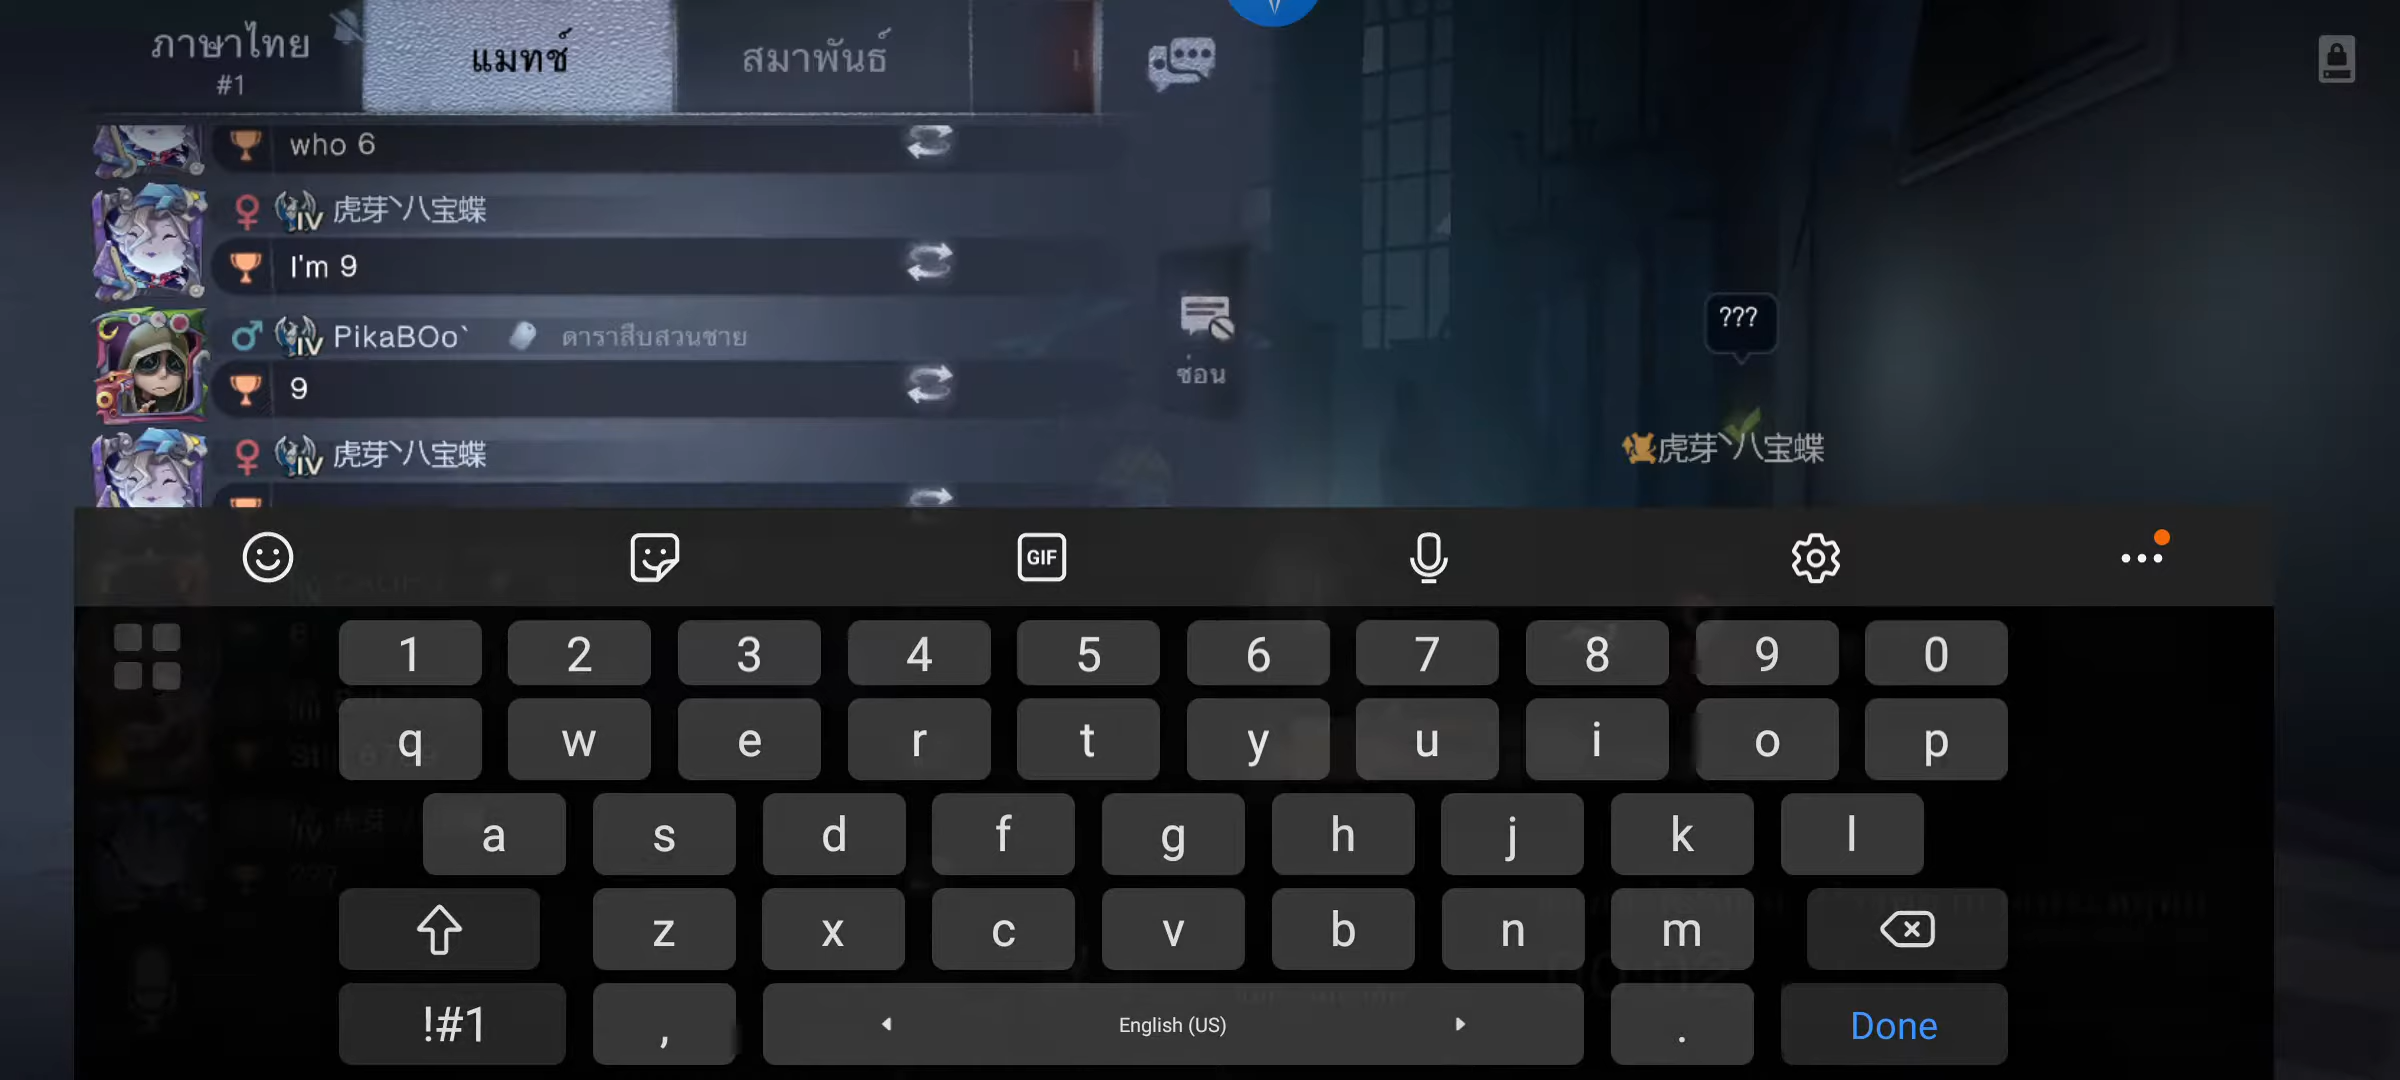 ภาษาไทย
#1
แมทช์
สมาพันธ์
who 6
IV 虎芽丶八宝蝶
I'm 9
IV PikaBOo` ดาราสืบสวนชาย
9
IV 虎芽丶八宝蝶
ซ่อน
???
虎芽丶八宝蝶
GIF
1 2 3 4 5 6 7 8 9 0
q w e r t y u i o p
a s d f g h j k l
z x c v b n m
!#1 , English (US) . Done